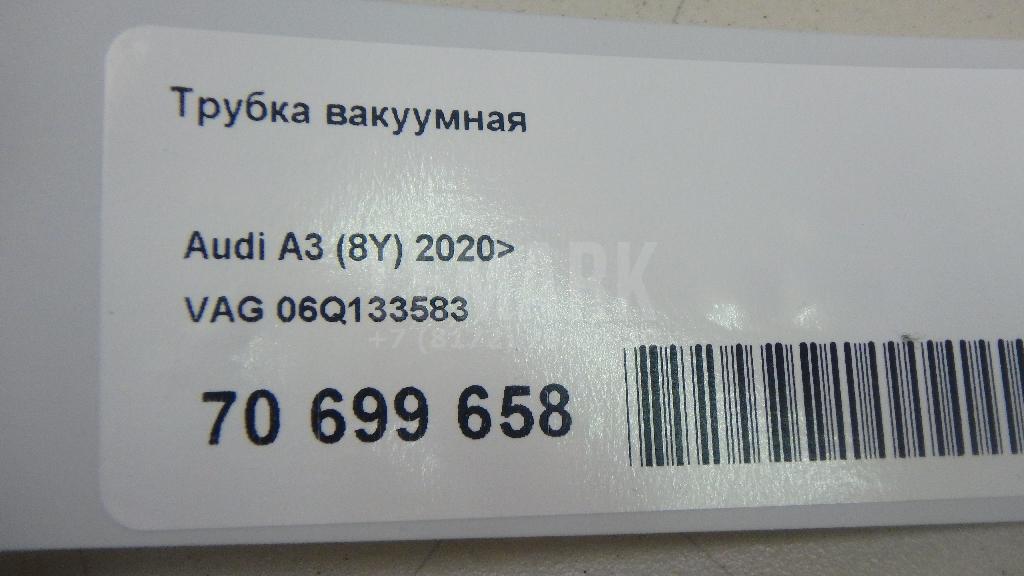 Трубка вакуумная
Audi A3 (8Y) 2020>
VAG 06Q133583
70 699 658